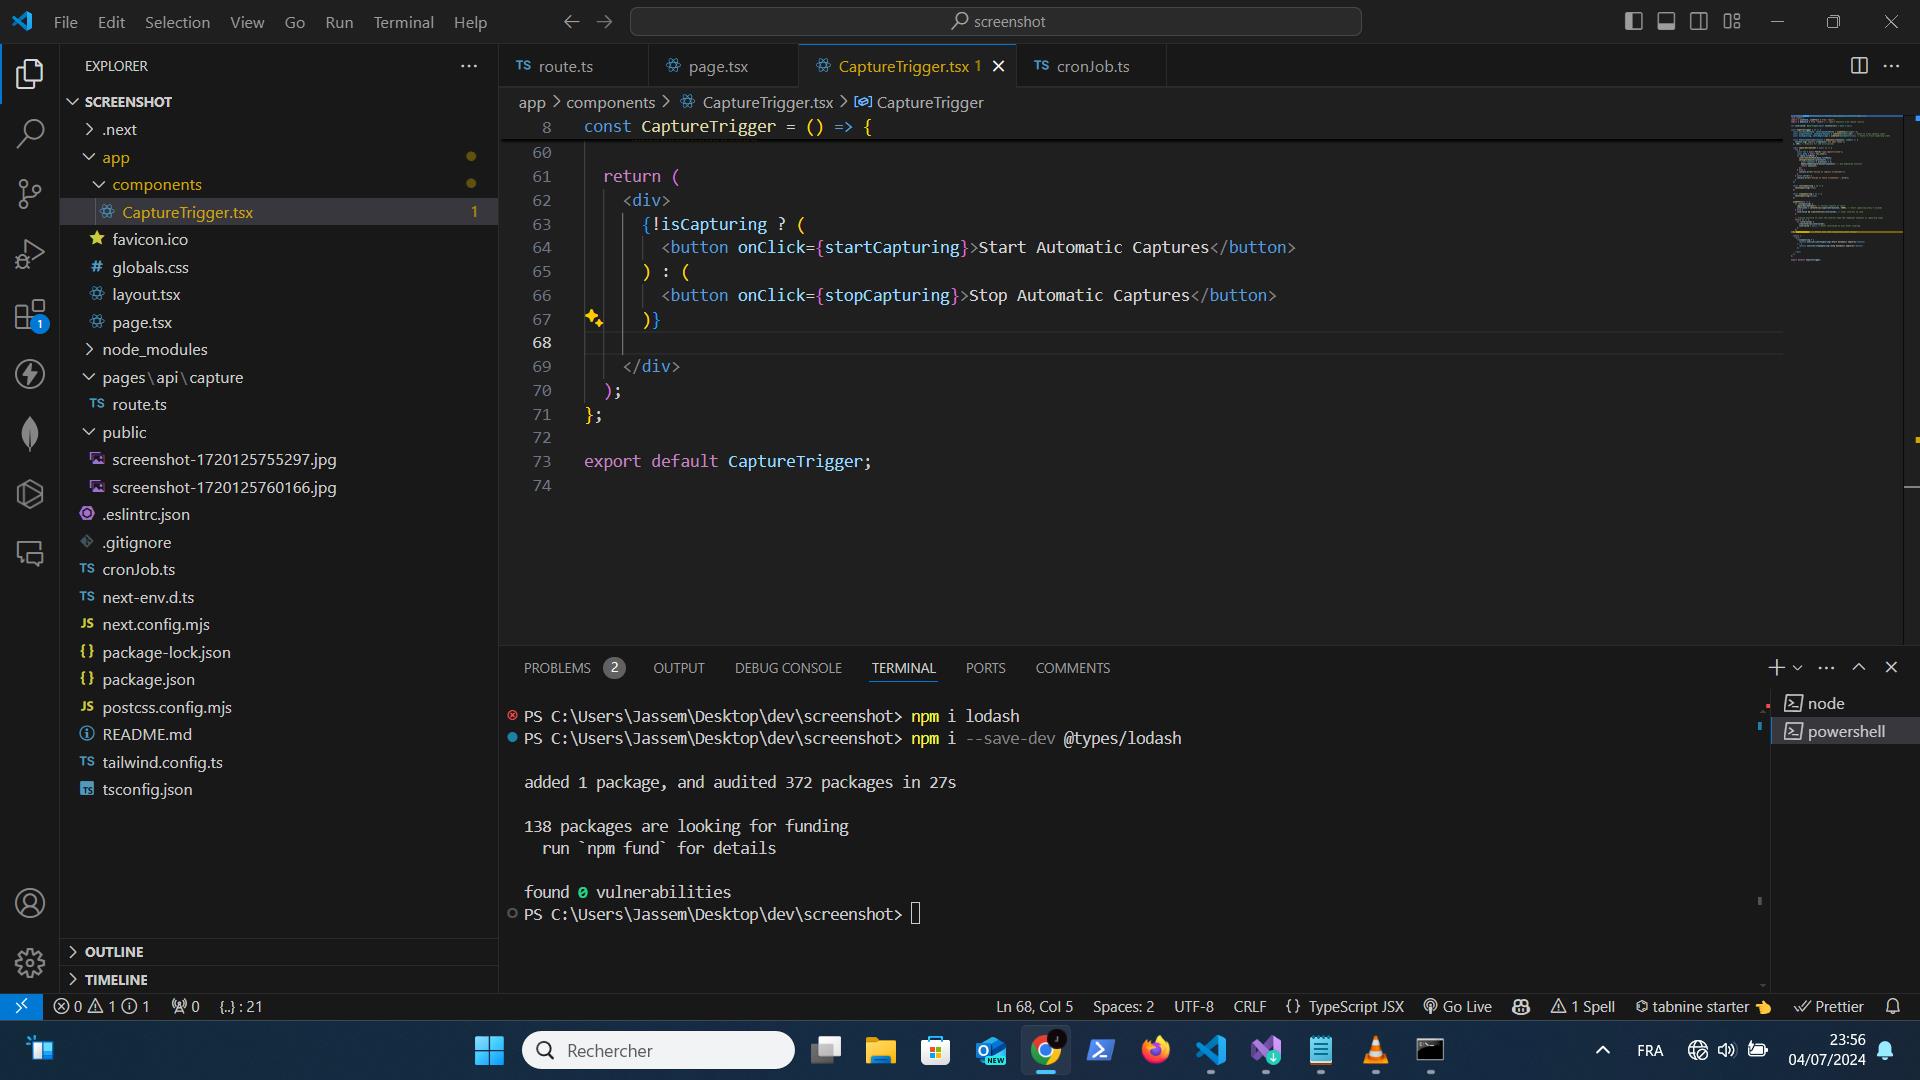 File Edit Selection View Go Run Terminal Help
screenshot
EXPLORER
SCREENSHOT
.next
app
components
CaptureTrigger.tsx 1
favicon.ico
# globals.css
layout.tsx
page.tsx
node_modules
pages\api\capture
TS route.ts
public
screenshot-1720125755297.jpg
screenshot-1720125760166.jpg
.eslintrc.json
.gitignore
TS cronJob.ts
TS next-env.d.ts
JS next.config.mjs
{} package-lock.json
{} package.json
JS postcss.config.mjs
README.md
TS tailwind.config.ts
TS tsconfig.json
OUTLINE
TIMELINE
TS route.ts page.tsx CaptureTrigger.tsx 1 TS cronJob.ts
app > components > CaptureTrigger.tsx > CaptureTrigger
8 const CaptureTrigger = () => {
60
61 return (
62 <div>
63 {!isCapturing ? (
64 <button onClick={startCapturing}>Start Automatic Captures</button>
65 ) : (
66 <button onClick={stopCapturing}>Stop Automatic Captures</button>
67 )}
68
69 </div>
70 );
71 };
72
73 export default CaptureTrigger;
74
PROBLEMS 2 OUTPUT DEBUG CONSOLE TERMINAL PORTS COMMENTS
PS C:\Users\Jassem\Desktop\dev\screenshot> npm i lodash
PS C:\Users\Jassem\Desktop\dev\screenshot> npm i --save-dev @types/lodash
added 1 package, and audited 372 packages in 27s
138 packages are looking for funding
run `npm fund` for details
found 0 vulnerabilities
PS C:\Users\Jassem\Desktop\dev\screenshot>
node
powershell
1
0 1 1 0 {..} : 21 Ln 68, Col 5 Spaces: 2 UTF-8 CRLF {} TypeScript JSX Go Live 1 Spell tabnine starter Prettier
Rechercher
NEW
J
FRA
23:56
04/07/2024